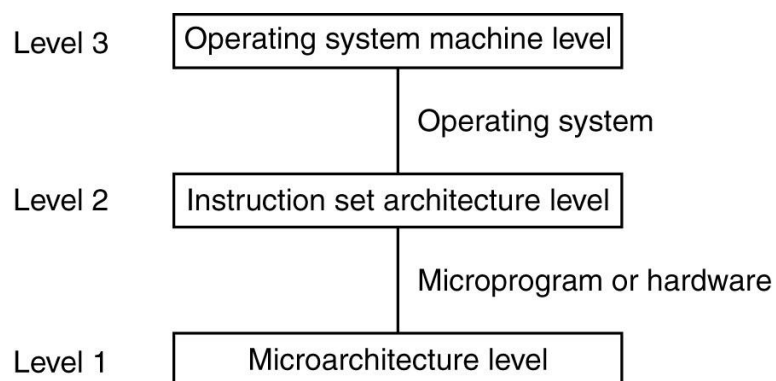 Level 3 Operating system machine level
Operating system
Level 2 Instruction set architecture level
Microprogram or hardware
Level 1 Microarchitecture level